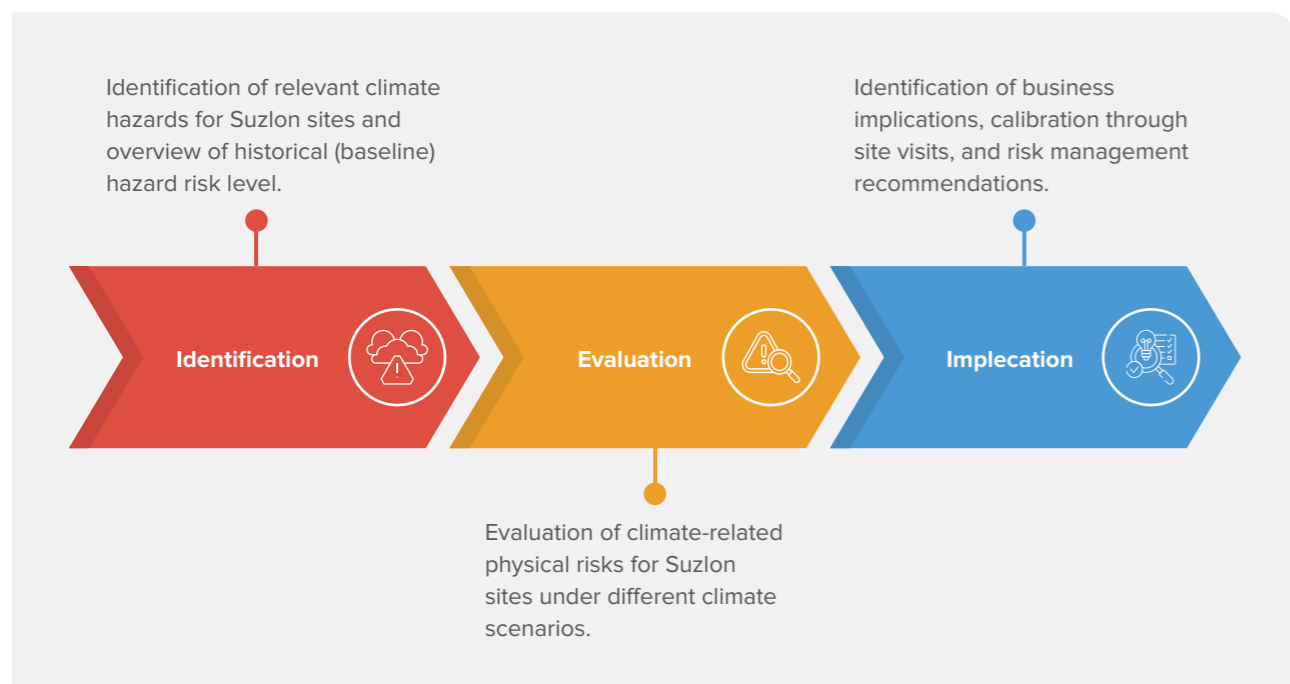 Identification of relevant climate
hazards for Suzlon sites and
overview of historical (baseline)
hazard risk level.
Identification of business
implications, calibration through
site visits, and risk management
recommendations.
Identification
Evaluation
Implecation
Evaluation of climate-related
physical risks for Suzlon
sites under different climate
scenarios.